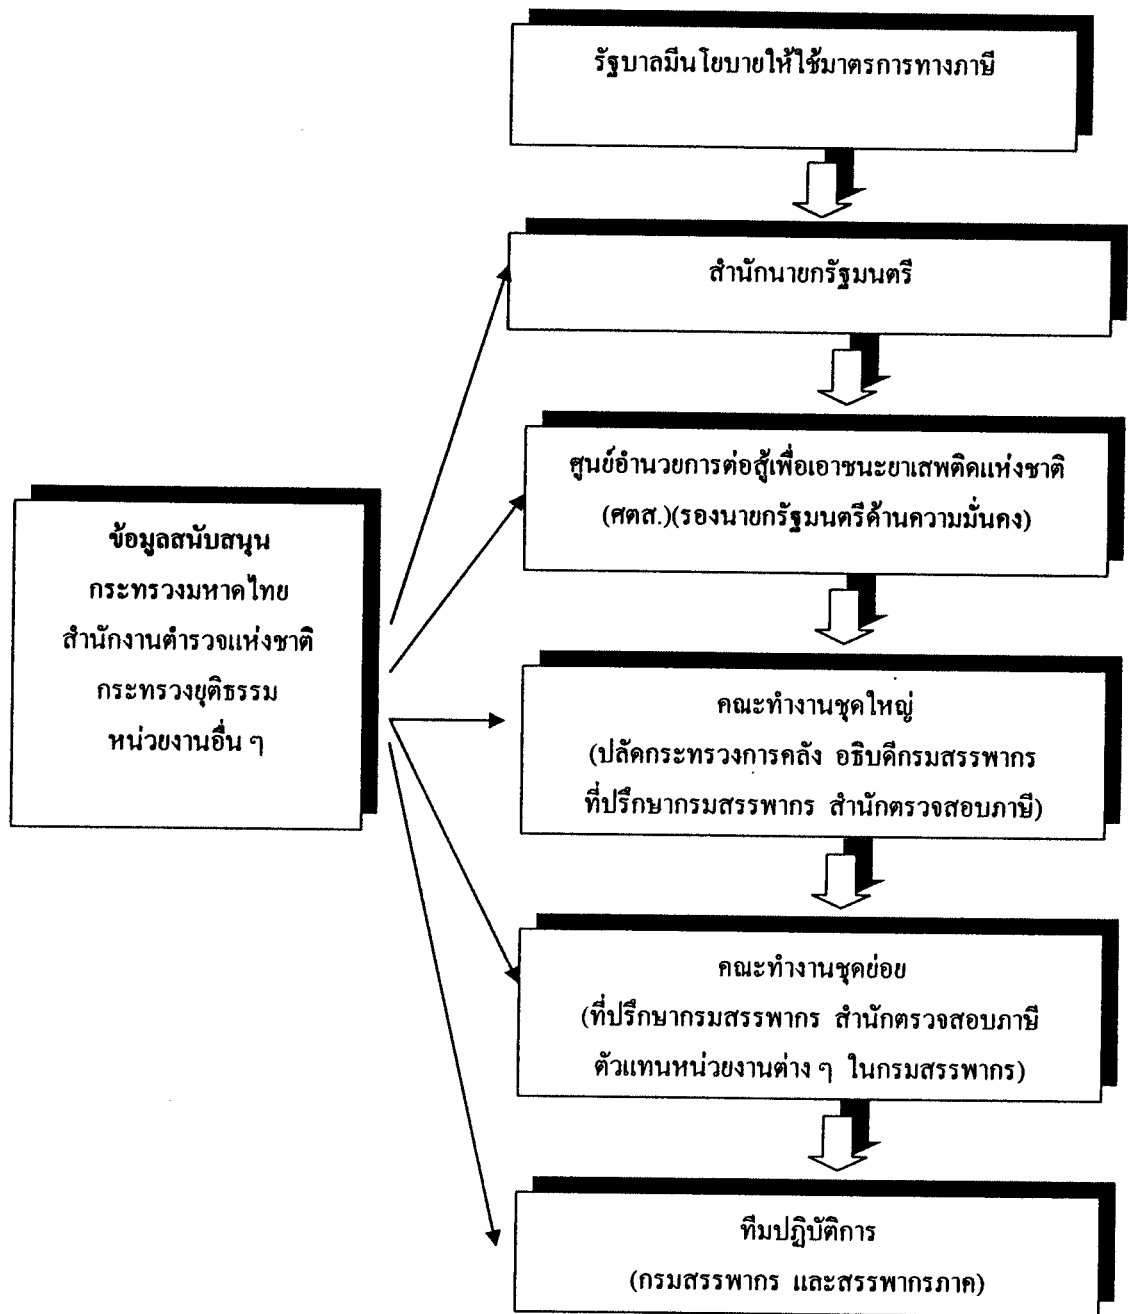 รัฐบาลมีนโยบายให้ใช้มาตรการทางภาษี
สำนักนายกรัฐมนตรี
ศูนย์อำนวยการต่อสู้เพื่อเอาชนะยาเสพติดแห่งชาติ
(ศตส.)(รองนายกรัฐมนตรีด้านความมั่นคง)
ข้อมูลสนับสนุน
กระทรวงมหาดไทย
สำนักงานตำรวจแห่งชาติ
กระทรวงยุติธรรม
หน่วยงานอื่น ๆ
คณะทำงานชุดใหญ่
(ปลัดกระทรวงการคลัง อธิบดีกรมสรรพากร
ที่ปรึกษากรมสรรพากร สำนักตรวจสอบภาษี)
คณะทำงานชุดย่อย
(ที่ปรึกษากรมสรรพากร สำนักตรวจสอบภาษี
ตัวแทนหน่วยงานต่าง ๆ ในกรมสรรพากร)
ทีมปฏิบัติการ
(กรมสรรพากร และสรรพากรภาค)